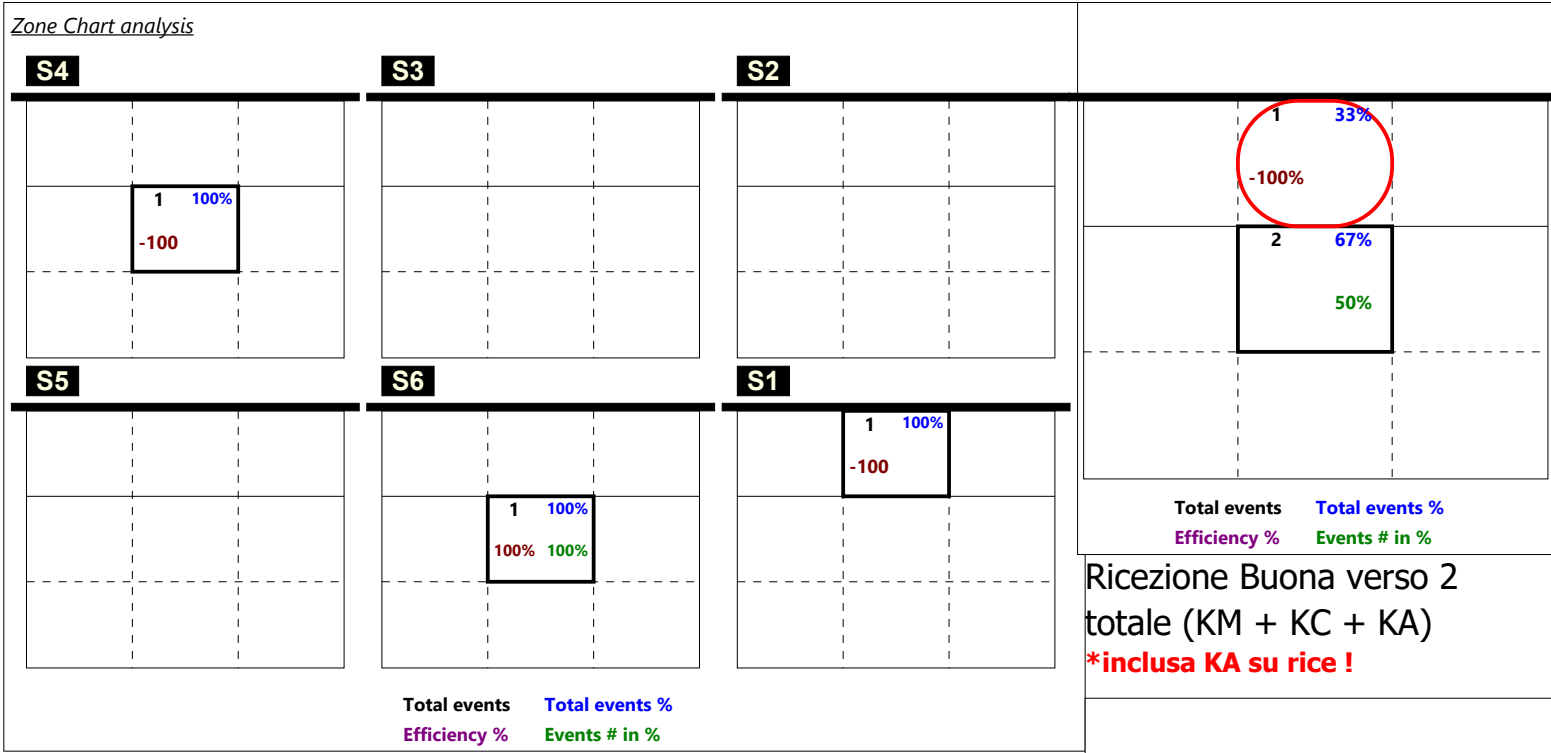 Zone Chart analysis
S4
S3
S2
1 100%
-100
1 33%
-100%
2 67%
50%
S5
S6
S1
1 100%
100% 100%
1 100%
-100
Total events Total events %
Efficiency % Events # in %
Ricezione Buona verso 2
totale (KM + KC + KA)
*inclusa KA su rice !
Total events Total events %
Efficiency % Events # in %